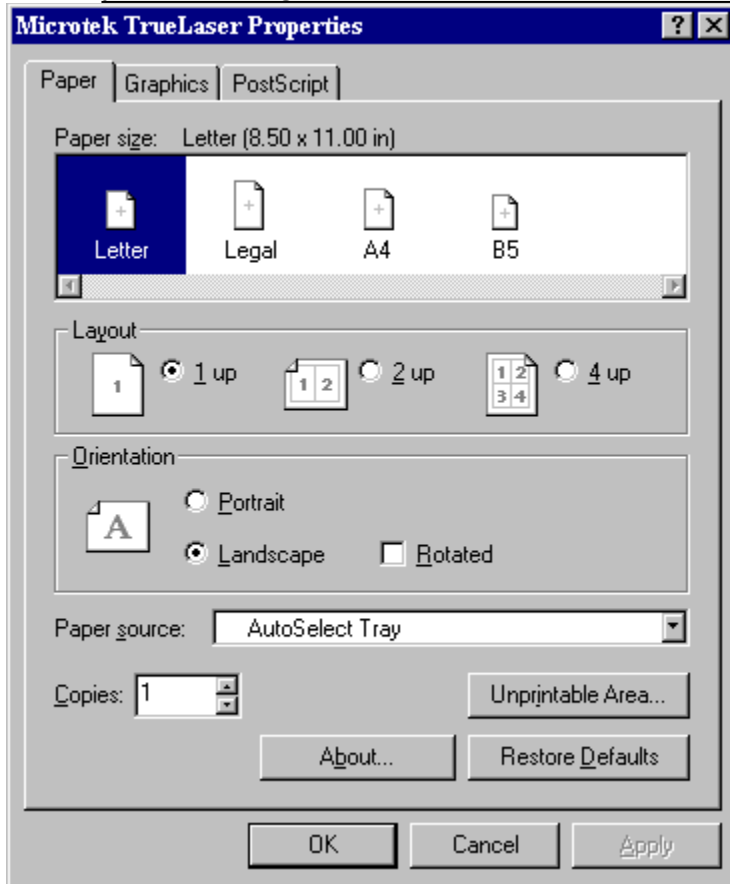 Microtek TrueLaser Properties
Paper Graphics PostScript
Paper size: Letter (8.50 x 11.00 in)
Letter Legal A4 B5
Layout
1 1 up 1 2 2 up 1 2 3 4 4 up
Orientation
A Portrait
Landscape Rotated
Paper source: AutoSelect Tray
Copies: 1 Unprintable Area...
About... Restore Defaults
OK Cancel Apply